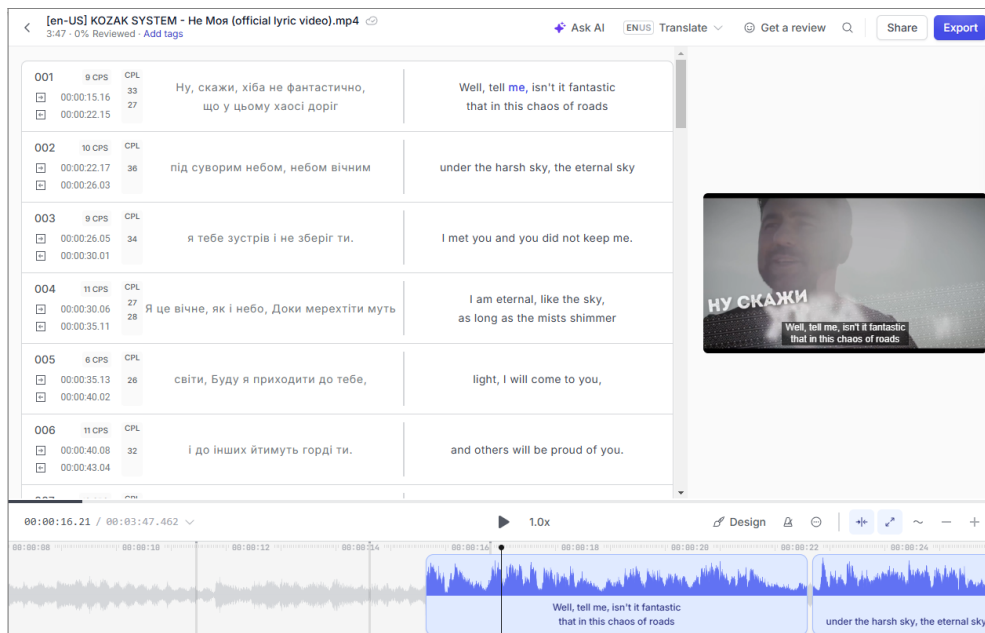 [en-US] KOZAK SYSTEM - Не Моя (official lyric video).mp4
3:47 · 0% Reviewed · Add tags
Ask AI
ENUS Translate
Get a review
Share
Export
001
9 CPS
CPL
00:00:15.16
33
00:00:22.15
27
Ну, скажи, хіба не фантастично,
що у цьому хаосі доріг
Well, tell me, isn't it fantastic
that in this chaos of roads
002
10 CPS
CPL
00:00:22.17
36
00:00:26.03
під суворим небом, небом вічним
under the harsh sky, the eternal sky
003
9 CPS
CPL
00:00:26.05
34
00:00:30.01
я тебе зустрів і не зберіг ти.
I met you and you did not keep me.
004
11 CPS
CPL
00:00:30.06
27
00:00:35.11
28
Я це вічне, як і небо, Доки мерехтіти муть
I am eternal, like the sky,
as long as the mists shimmer
005
6 CPS
CPL
00:00:35.13
26
00:00:40.02
світи, Буду я приходити до тебе,
light, I will come to you,
006
11 CPS
CPL
00:00:40.08
32
00:00:43.04
і до інших йтимуть горді ти.
and others will be proud of you.
НУ СКАЖИ
Well, tell me, isn't it fantastic
that in this chaos of roads
00:00:16.21 / 00:03:47.462
1.0x
Design
00:00:08
00:00:10
00:00:12
00:00:14
00:00:16
00:00:18
00:00:20
00:00:22
00:00:24
Well, tell me, isn't it fantastic
that in this chaos of roads
under the harsh sky, the eternal sky